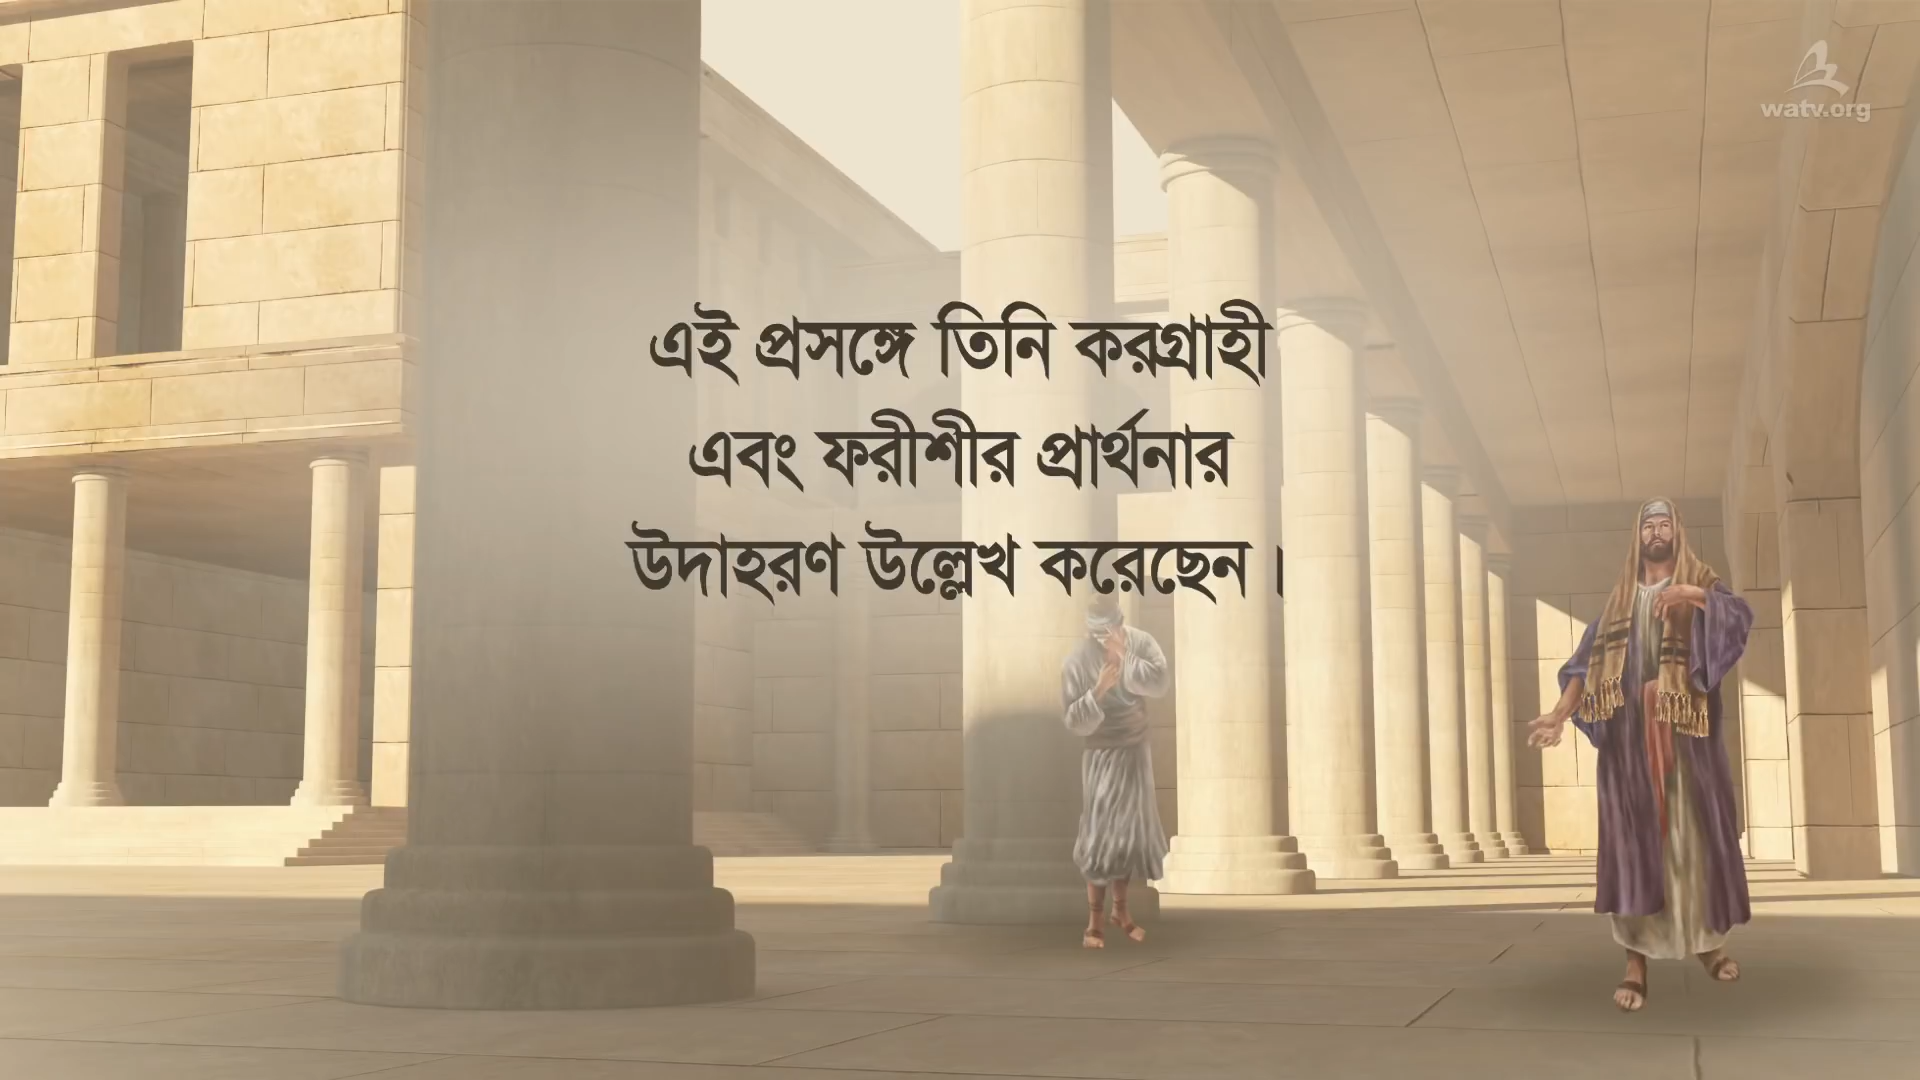 watv.org
এই প্রসঙ্গে তিনি করগ্রাহী
এবং ফরীশীর প্রার্থনার
উদাহরণ উল্লেখ করেছেন।